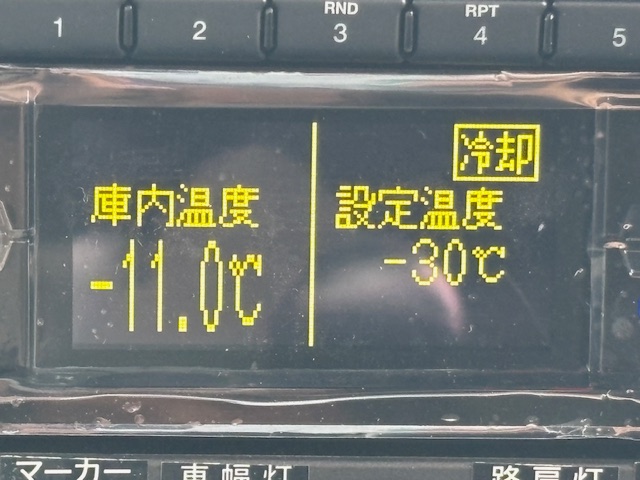 RND RPT
1 2 3 4 5
冷却
庫内温度 設定温度
-11.0℃ -30℃
マーカー 車幅灯 路肩灯